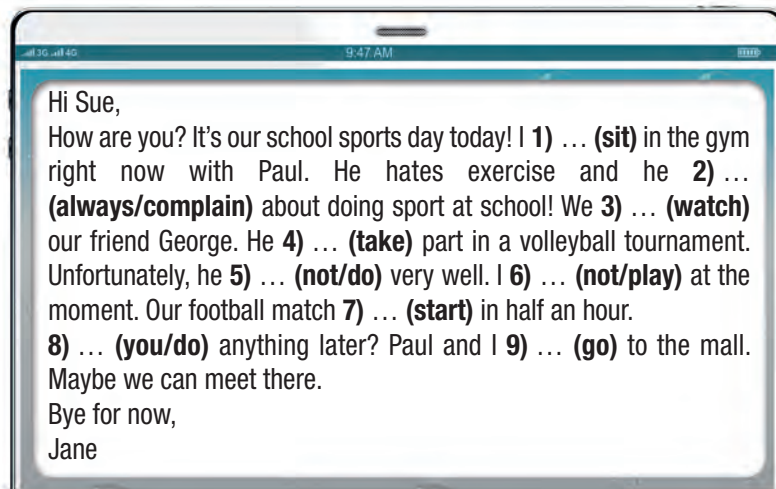 3G 4G 9:47 AM
Hi Sue,
How are you? It's our school sports day today! I 1) … (sit) in the gym
right now with Paul. He hates exercise and he 2) …
(always/complain) about doing sport at school! We 3) … (watch)
our friend George. He 4) … (take) part in a volleyball tournament.
Unfortunately, he 5) … (not/do) very well. I 6) … (not/play) at the
moment. Our football match 7) … (start) in half an hour.
8) … (you/do) anything later? Paul and I 9) … (go) to the mall.
Maybe we can meet there.
Bye for now,
Jane